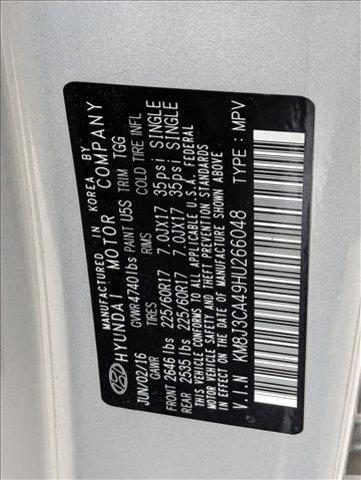 MANUFACTURED IN KOREA BY
HYUNDAI MOTOR COMPANY
JUN/02/16 GVWR 4740lbs PAINT U5S TRIM TGG
GAWR TIRES RIMS COLD TIRE INFL
FRONT 2646 lbs 225/60R17 7.0JX17 35psi SINGLE
REAR 2535 lbs 225/60R17 7.0JX17 35psi SINGLE
THIS VEHICLE CONFORMS TO ALL APPLICABLE U.S.A. FEDERAL
MOTOR VEHICLE SAFETY AND THEFT PREVENTION STANDARDS
IN EFFECT ON THE DATE OF MANUFACTURE SHOWN ABOVE
V.I.N KM8J3CA49HU266048 TYPE : MPV